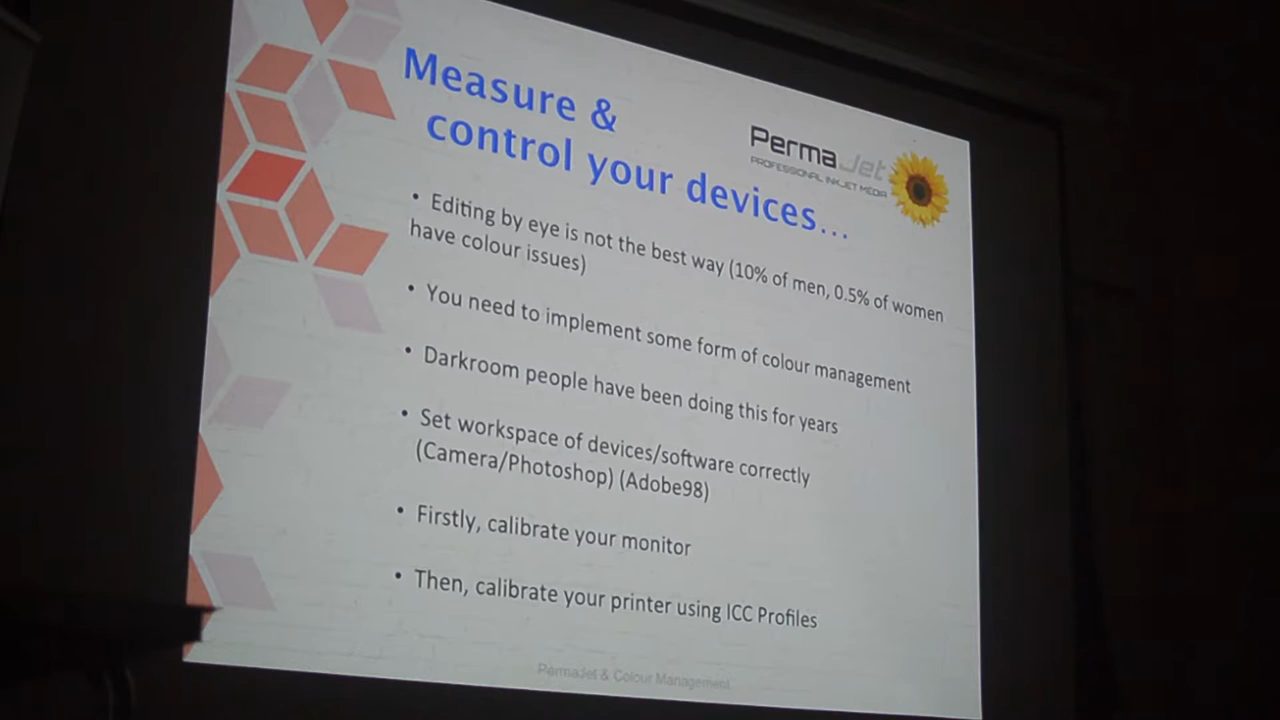 Measure &
control your devices...
PermaJet
PROFESSIONAL INKJET MEDIA
• Editing by eye is not the best way (10% of men, 0.5% of women
have colour issues)
• You need to implement some form of colour management
• Darkroom people have been doing this for years
• Set workspace of devices/software correctly
(Camera/Photoshop) (Adobe98)
• Firstly, calibrate your monitor
• Then, calibrate your printer using ICC Profiles
PermaJet & Colour Management